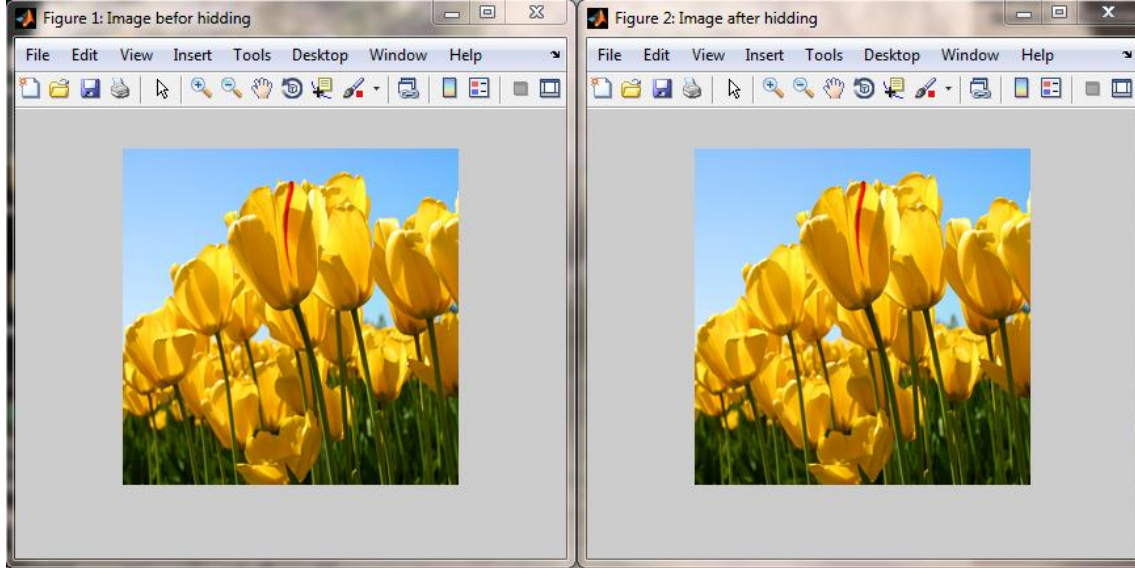 Figure 1: Image befor hidding
File Edit View Insert Tools Desktop Window Help
Figure 2: Image after hidding
File Edit View Insert Tools Desktop Window Help